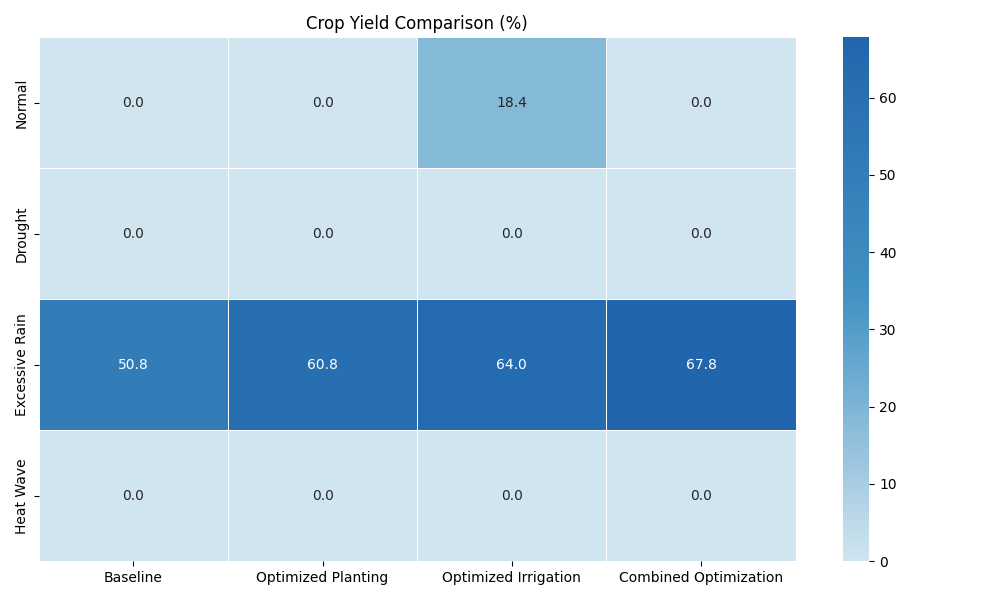 Crop Yield Comparison (%)
Normal
0.0 0.0 18.4 0.0
Drought
0.0 0.0 0.0 0.0
Excessive Rain
50.8 60.8 64.0 67.8
Heat Wave
0.0 0.0 0.0 0.0
Baseline Optimized Planting Optimized Irrigation Combined Optimization
60
50
40
30
20
10
0